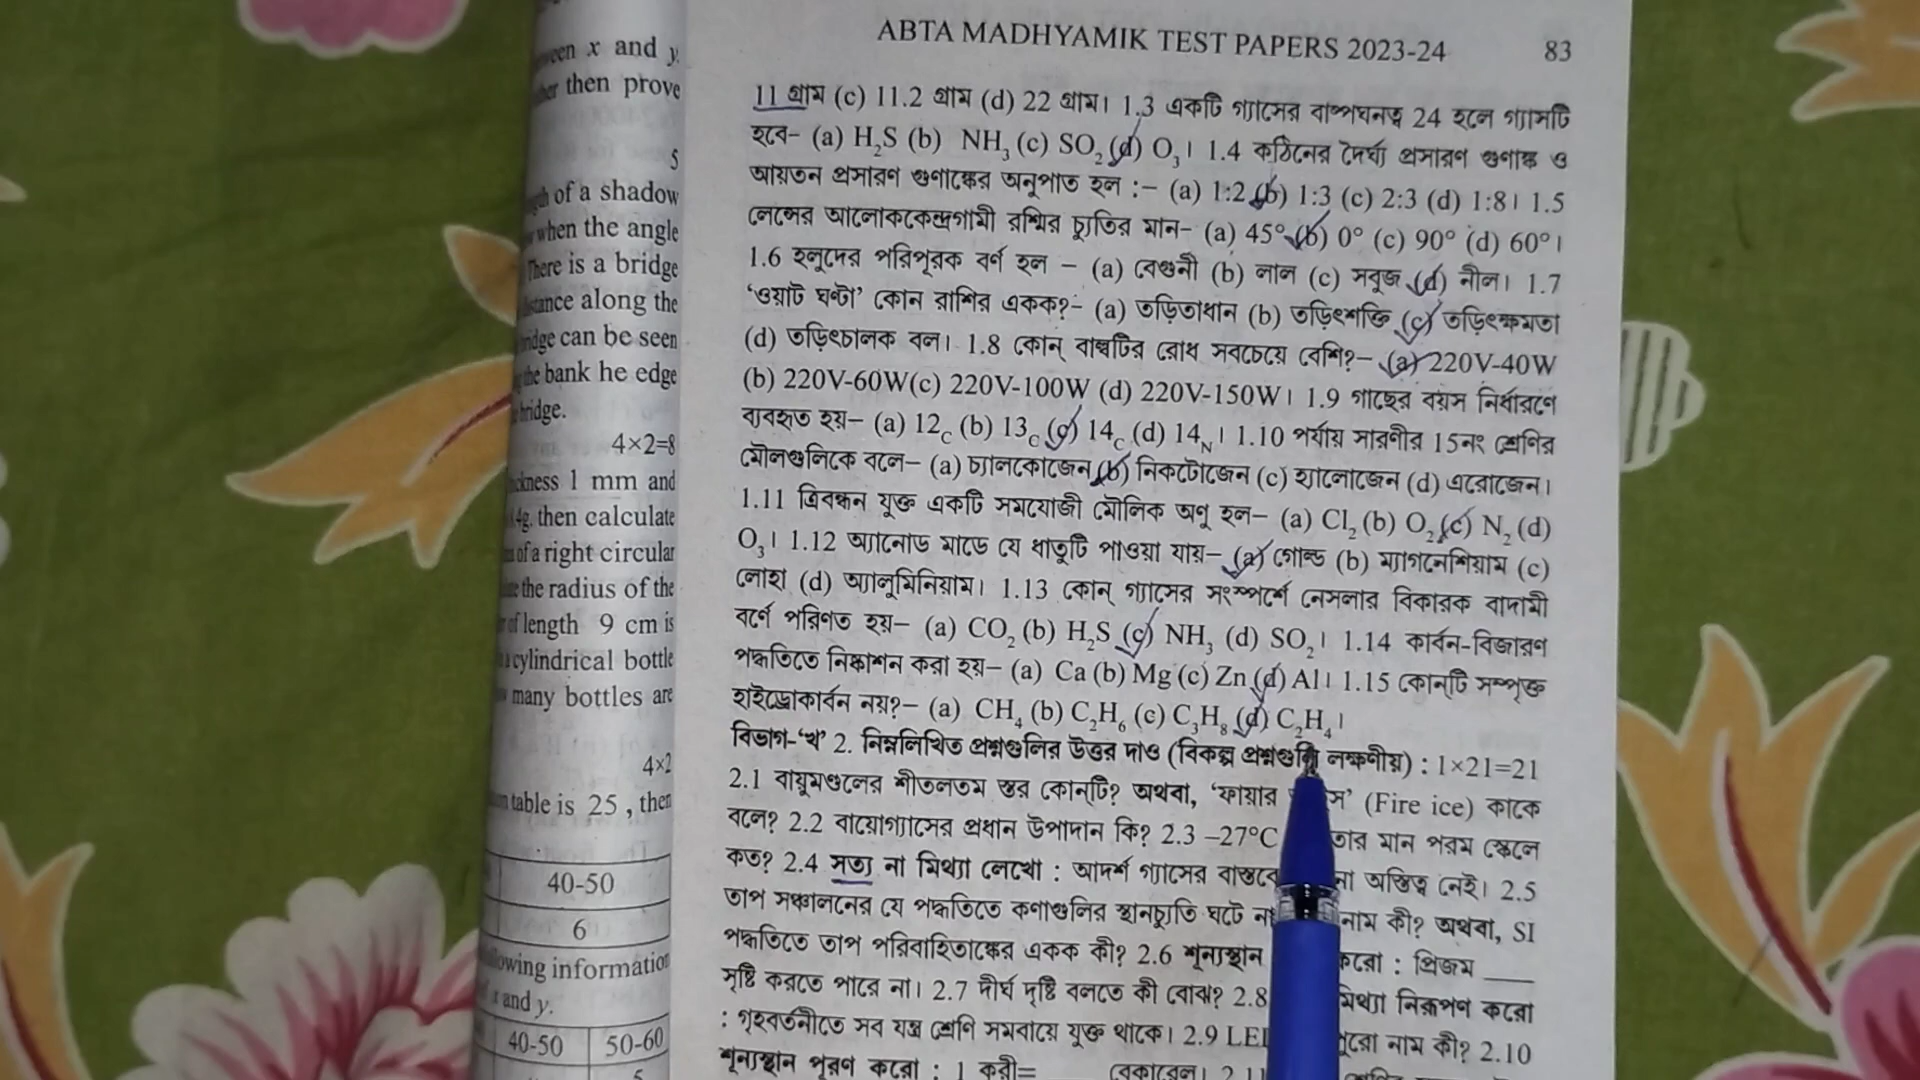 ABTA MADHYAMIK TEST PAPERS 2023-24 83
11 গ্রাম (c) 11.2 গ্রাম (d) 22 গ্রাম। 1.3 একটি গ্যাসের বাষ্পঘনত্ব 24 হলে গ্যাসটি
হবে– (a) H₂S (b) NH₃ (c) SO₂ (d) O₃। 1.4 কঠিনের দৈর্ঘ্য প্রসারণ গুণাঙ্ক ও
আয়তন প্রসারণ গুণাঙ্কের অনুপাত হল :– (a) 1:2 (b) 1:3 (c) 2:3 (d) 1:8। 1.5
লেন্সের আলোককেন্দ্রগামী রশ্মির চ্যুতির মান– (a) 45° (b) 0° (c) 90° (d) 60°।
1.6 হলুদের পরিপূরক বর্ণ হল – (a) বেগুনী (b) লাল (c) সবুজ (d) নীল। 1.7
‘ওয়াট ঘণ্টা’ কোন রাশির একক?– (a) তড়িতাধান (b) তড়িৎশক্তি (c) তড়িৎক্ষমতা
(d) তড়িৎচালক বল। 1.8 কোন্ বাল্বটির রোধ সবচেয়ে বেশি?– (a) 220V-40W
(b) 220V-60W(c) 220V-100W (d) 220V-150W। 1.9 গাছের বয়স নির্ধারণে
ব্যবহৃত হয়– (a) 12C (b) 13C (c) 14C (d) 14N। 1.10 পর্যায় সারণীর 15নং শ্রেণির
মৌলগুলিকে বলে– (a) চ্যালকোজেন (b) নিকটোজেন (c) হ্যালোজেন (d) এরোজেন।
1.11 ত্রিবন্ধন যুক্ত একটি সমযোজী মৌলিক অণু হল– (a) Cl₂ (b) O₂ (c) N₂ (d)
O₃। 1.12 অ্যানোড মাডে যে ধাতুটি পাওয়া যায়– (a) গোল্ড (b) ম্যাগনেশিয়াম (c)
লোহা (d) অ্যালুমিনিয়াম। 1.13 কোন্ গ্যাসের সংস্পর্শে নেসলার বিকারক বাদামী
বর্ণে পরিণত হয়– (a) CO₂ (b) H₂S (c) NH₃ (d) SO₂। 1.14 কার্বন-বিজারণ
পদ্ধতিতে নিষ্কাশন করা হয়– (a) Ca (b) Mg (c) Zn (d) Al। 1.15 কোন্‌টি সম্পৃক্ত
হাইড্রোকার্বন নয়?– (a) CH₄ (b) C₂H₆ (c) C₃H₈ (d) C₂H₄।
বিভাগ-‘খ’ 2. নিম্নলিখিত প্রশ্নগুলির উত্তর দাও (বিকল্প প্রশ্নগুলি লক্ষণীয়) : 1×21=21
2.1 বায়ুমণ্ডলের শীতলতম স্তর কোন্‌টি? অথবা, ‘ফায়ার (Fire ice) কাকে
বলে? 2.2 বায়োগ্যাসের প্রধান উপাদান কি? 2.3 –27°C মান পরম স্কেলে
কত? 2.4 সত্য না মিথ্যা লেখো : আদর্শ গ্যাসের বাস্তবে অস্তিত্ব নেই। 2.5
তাপ সঞ্চালনের যে পদ্ধতিতে কণাগুলির স্থানচ্যুতি ঘটে নাম কী? অথবা, SI
পদ্ধতিতে তাপ পরিবাহিতাঙ্কের একক কী? 2.6 শূন্যস্থান করো : প্রিজম ____
সৃষ্টি করতে পারে না। 2.7 দীর্ঘ দৃষ্টি বলতে কী বোঝ? 2.8 মিথ্যা নিরূপণ করো
: গৃহবর্তনীতে সব যন্ত্র শ্রেণি সমবায়ে যুক্ত থাকে। 2.9 পুরো নাম কী? 2.10
শূন্যস্থান পূরণ করো : 1 কুরী= বেকারেল।
x and y.
then prove
5
of a shadow
when the angle
There is a bridge
along the
can be seen
the bank he edge
bridge.
4×2=8
1 mm and
then calculate
of a right circular
the radius of the
of length 9 cm is
cylindrical bottle
many bottles are
4×2
table is 25 , then
40-50
6
following information
x and y.
40-50 50-60